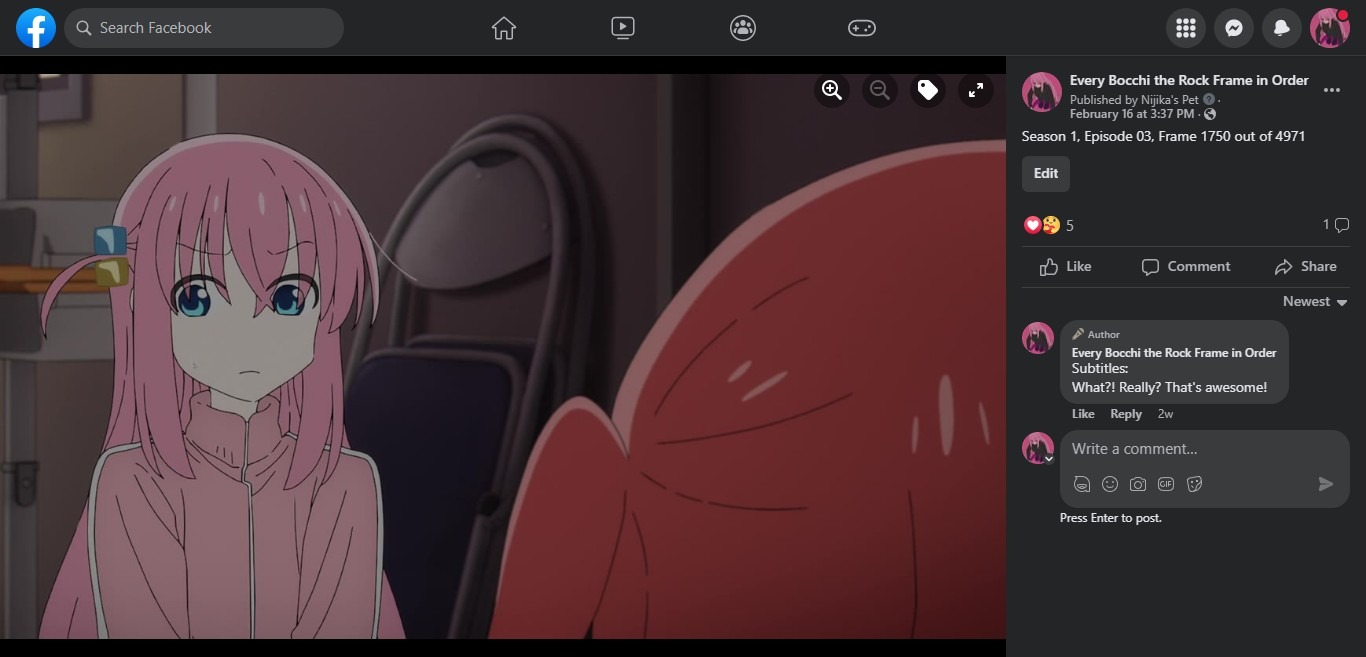 Search Facebook
Every Bocchi the Rock Frame in Order
Published by Nijika's Pet ·
February 16 at 3:37 PM ·
Season 1, Episode 03, Frame 1750 out of 4971
Edit
5
1
Like
Comment
Share
Newest
Author
Every Bocchi the Rock Frame in Order
Subtitles:
What?! Really? That's awesome!
Like Reply 2w
Write a comment...
GIF
Press Enter to post.